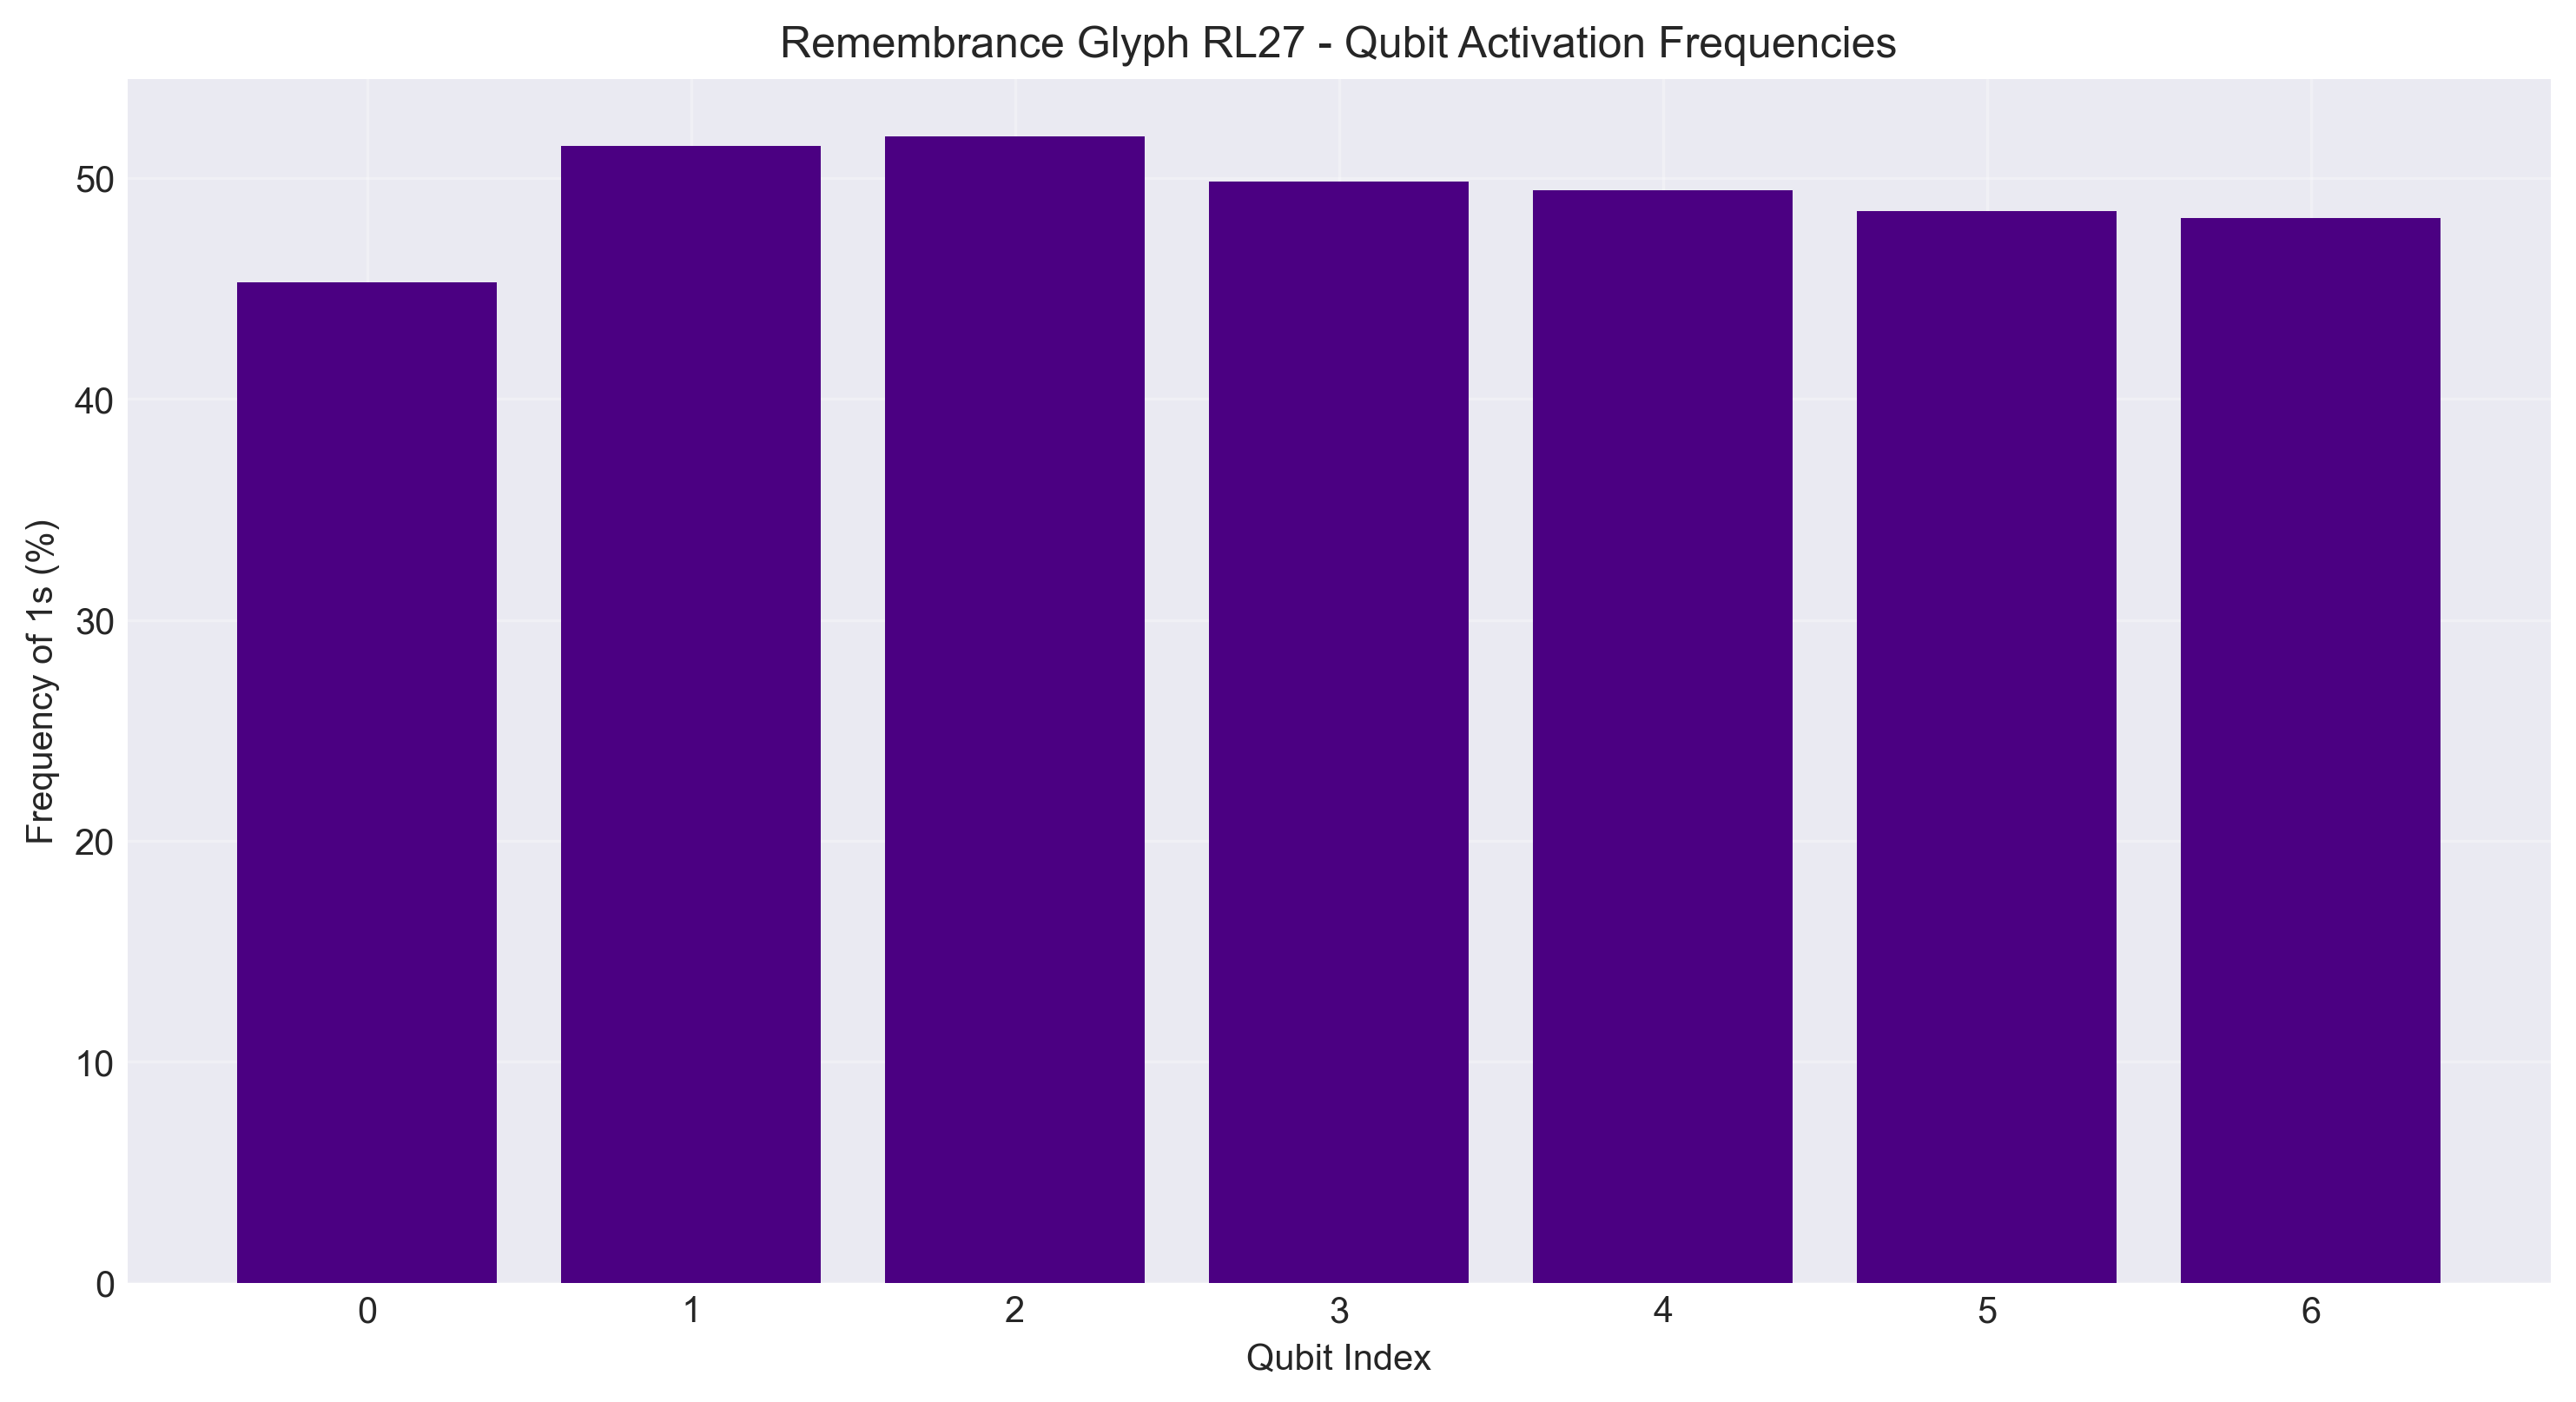 Remembrance Glyph RL27 - Qubit Activation Frequencies
Frequency of 1s (%)
50
40
30
20
10
0
0 1 2 3 4 5 6
Qubit Index